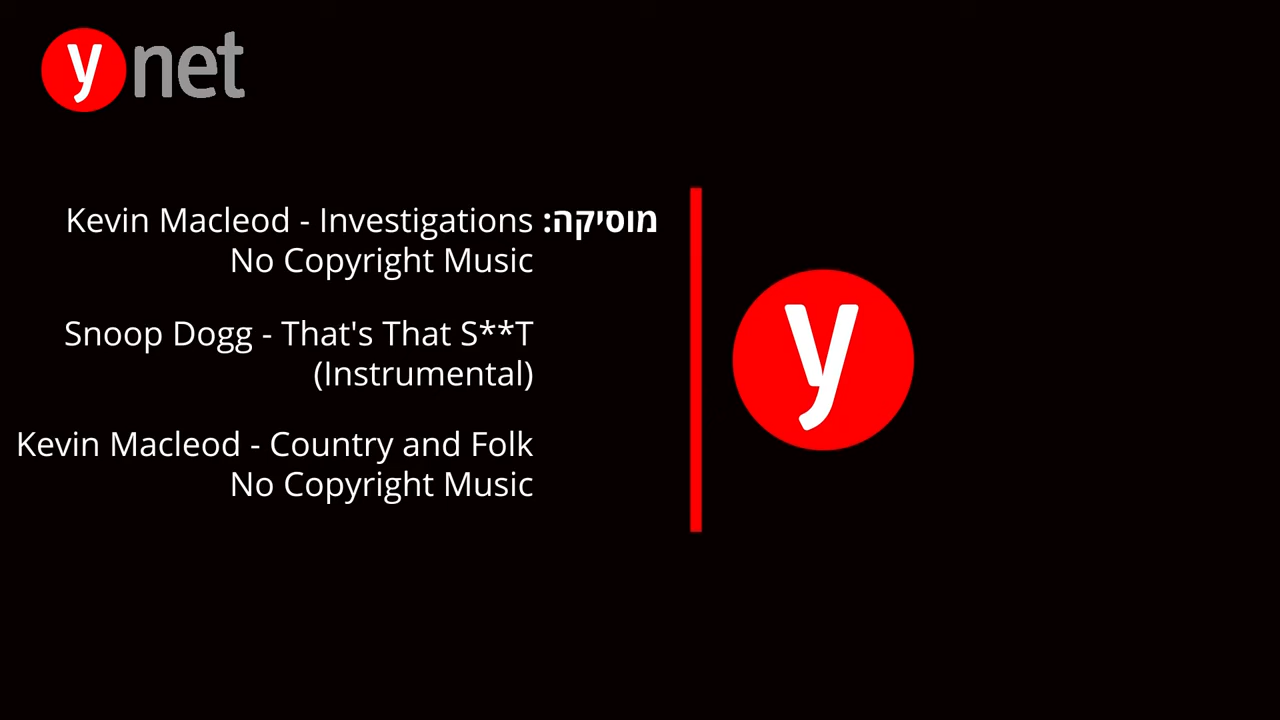 ynet
מוסיקה: Kevin Macleod - Investigations
No Copyright Music
Snoop Dogg - That's That S**T
(Instrumental)
Kevin Macleod - Country and Folk
No Copyright Music
y